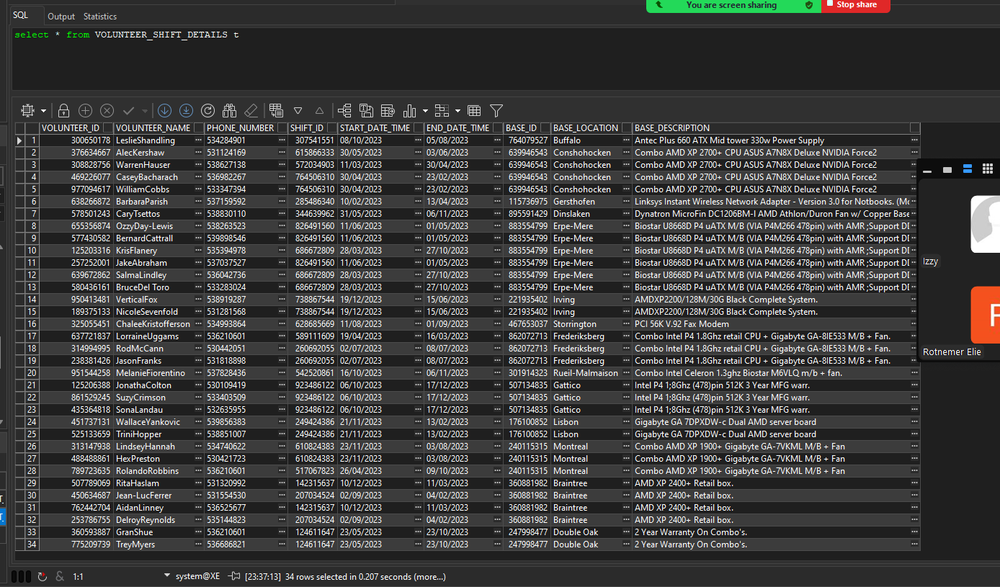 You are screen sharing
Stop share
SQL Output Statistics
select * from VOLUNTEER_SHIFT_DETAILS t
VOLUNTEER_ID VOLUNTEER_NAME PHONE_NUMBER SHIFT_ID START_DATE_TIME END_DATE_TIME BASE_ID BASE_LOCATION BASE_DESCRIPTION
1 300650178 LeslieShandling ... 534284901 ... 307541551 08/10/2023 ... 05/08/2023 ... 764079527 Buffalo ... Antec Plus 660 ATX Mid tower 330w Power Supply ...
2 376634667 AlecKershaw ... 531124169 ... 615866333 30/05/2023 ... 03/06/2023 ... 639946543 Conshohocken ... Combo AMD XP 2700+ CPU ASUS A7N8X Deluxe NVIDIA Force2 ...
3 308828756 WarrenHauser ... 538627138 ... 572034903 11/03/2023 ... 30/04/2023 ... 639946543 Conshohocken ... Combo AMD XP 2700+ CPU ASUS A7N8X Deluxe NVIDIA Force2 ...
4 469226077 CaseyBacharach ... 536982267 ... 764506310 30/04/2023 ... 23/02/2023 ... 639946543 Conshohocken ... Combo AMD XP 2700+ CPU ASUS A7N8X Deluxe NVIDIA Force2 ...
5 977094617 WilliamCobbs ... 533347394 ... 764506310 30/04/2023 ... 23/02/2023 ... 639946543 Conshohocken ... Combo AMD XP 2700+ CPU ASUS A7N8X Deluxe NVIDIA Force2 ...
6 638266872 BarbaraParish ... 537159592 ... 285486340 10/02/2023 ... 13/04/2023 ... 115736975 Gersthofen ... Linksys Instant Wireless Network Adapter - Version 3.0 for Notbooks. (Mo ...
7 578501243 CaryTsettos ... 538830110 ... 344639962 31/05/2023 ... 06/11/2023 ... 895591429 Dinslaken ... Dynatron MicroFin DC1206BM-I AMD Athlon/Duron Fan w/ Copper Base ...
8 655356874 OzzyDay-Lewis ... 538263523 ... 826491560 11/06/2023 ... 01/05/2023 ... 883554799 Erpe-Mere ... Biostar U8668D P4 uATX M/B (VIA P4M266 478pin) with AMR ;Support DD ...
9 577430582 BernardCattrall ... 539898546 ... 826491560 11/06/2023 ... 01/05/2023 ... 883554799 Erpe-Mere ... Biostar U8668D P4 uATX M/B (VIA P4M266 478pin) with AMR ;Support DD ...
10 125203316 KrisFlanery ... 535394978 ... 686672809 28/03/2023 ... 27/10/2023 ... 883554799 Erpe-Mere ... Biostar U8668D P4 uATX M/B (VIA P4M266 478pin) with AMR ;Support DD ...
11 257252001 JakeAbraham ... 537037527 ... 826491560 11/06/2023 ... 01/05/2023 ... 883554799 Erpe-Mere ... Biostar U8668D P4 uATX M/B (VIA P4M266 478pin) with AMR ;Support DD ...
12 639672862 SalmaLindley ... 536042736 ... 686672809 28/03/2023 ... 27/10/2023 ... 883554799 Erpe-Mere ... Biostar U8668D P4 uATX M/B (VIA P4M266 478pin) with AMR ;Support DD ...
13 580436161 BruceDel Toro ... 533283024 ... 686672809 28/03/2023 ... 27/10/2023 ... 883554799 Erpe-Mere ... Biostar U8668D P4 uATX M/B (VIA P4M266 478pin) with AMR ;Support DD ...
14 950413481 VerticalFox ... 538919287 ... 738867544 19/12/2023 ... 15/06/2023 ... 221935402 Irving ... AMDXP2200/128M/30G Black Complete System. ...
15 189375133 NicoleSevenfold ... 531281568 ... 738867544 19/12/2023 ... 15/06/2023 ... 221935402 Irving ... AMDXP2200/128M/30G Black Complete System. ...
16 325055451 ChaleeKristofferson ... 534993864 ... 628685669 11/08/2023 ... 01/09/2023 ... 467653037 Storrington ... PCI 56K V.92 Fax Modem ...
17 637721837 LorraineUggams ... 536210601 ... 589111609 19/04/2023 ... 16/03/2023 ... 862072713 Frederiksberg ... Combo Intel P4 1.8Ghz retail CPU + Gigabyte GA-8IE533 M/B + Fan. ...
18 314994995 RodMcCann ... 530442051 ... 260692055 02/07/2023 ... 08/07/2023 ... 862072713 Frederiksberg ... Combo Intel P4 1.8Ghz retail CPU + Gigabyte GA-8IE533 M/B + Fan. ...
19 238381426 JasonFranks ... 531818898 ... 260692055 02/07/2023 ... 08/07/2023 ... 862072713 Frederiksberg ... Combo Intel P4 1.8Ghz retail CPU + Gigabyte GA-8IE533 M/B + Fan. ...
20 951544258 MelanieFiorentino ... 537828436 ... 542520861 16/10/2023 ... 06/11/2023 ... 301914323 Rueil-Malmaison ... Combo Intel Celeron 1.3ghz Biostar M6VLQ m/b + fan. ...
21 125206388 JonathaColton ... 530109419 ... 923486122 06/10/2023 ... 17/12/2023 ... 507134835 Gattico ... Intel P4 1;8Ghz (478)pin 512K 3 Year MFG warr. ...
22 861529245 SuzyCrimson ... 533403509 ... 923486122 06/10/2023 ... 17/12/2023 ... 507134835 Gattico ... Intel P4 1;8Ghz (478)pin 512K 3 Year MFG warr. ...
23 435364818 SonaLandau ... 532635955 ... 923486122 06/10/2023 ... 17/12/2023 ... 507134835 Gattico ... Intel P4 1;8Ghz (478)pin 512K 3 Year MFG warr. ...
24 451737131 WallaceYankovic ... 539856383 ... 249424386 21/11/2023 ... 13/02/2023 ... 176100852 Lisbon ... Gigabyte GA 7DPXDW-c Dual AMD server board ...
25 525133659 TriniHopper ... 538851007 ... 249424386 21/11/2023 ... 13/02/2023 ... 176100852 Lisbon ... Gigabyte GA 7DPXDW-c Dual AMD server board ...
26 313147938 LindseyHannah ... 534740622 ... 610824383 23/11/2023 ... 03/08/2023 ... 240115315 Montreal ... Combo AMD XP 1900+ Gigabyte GA-7VKML M/B + Fan ...
27 488488861 HexPreston ... 530421723 ... 610824383 23/11/2023 ... 03/08/2023 ... 240115315 Montreal ... Combo AMD XP 1900+ Gigabyte GA-7VKML M/B + Fan ...
28 789723635 RolandoRobbins ... 536210601 ... 517067823 26/04/2023 ... 09/10/2023 ... 240115315 Montreal ... Combo AMD XP 1900+ Gigabyte GA-7VKML M/B + Fan ...
29 507789069 RitaHaslam ... 531320992 ... 142315637 10/12/2023 ... 11/03/2023 ... 360881982 Braintree ... AMD XP 2400+ Retail box. ...
30 450634687 Jean-LucFerrer ... 531554530 ... 207034524 02/09/2023 ... 04/02/2023 ... 360881982 Braintree ... AMD XP 2400+ Retail box. ...
31 762442704 AidanLinney ... 536525677 ... 142315637 10/12/2023 ... 11/03/2023 ... 360881982 Braintree ... AMD XP 2400+ Retail box. ...
32 253786755 DelroyReynolds ... 535144823 ... 207034524 02/09/2023 ... 04/02/2023 ... 360881982 Braintree ... AMD XP 2400+ Retail box. ...
33 360593887 GranShue ... 536210601 ... 124611647 23/05/2023 ... 23/10/2023 ... 247998477 Double Oak ... 2 Year Warranty On Combo's. ...
34 775209739 TreyMyers ... 536686821 ... 124611647 23/05/2023 ... 23/10/2023 ... 247998477 Double Oak ... 2 Year Warranty On Combo's. ...
Izzy
Rotnemer Elie
& 1:1 system@XE [23:37:13] 34 rows selected in 0.207 seconds (more...)